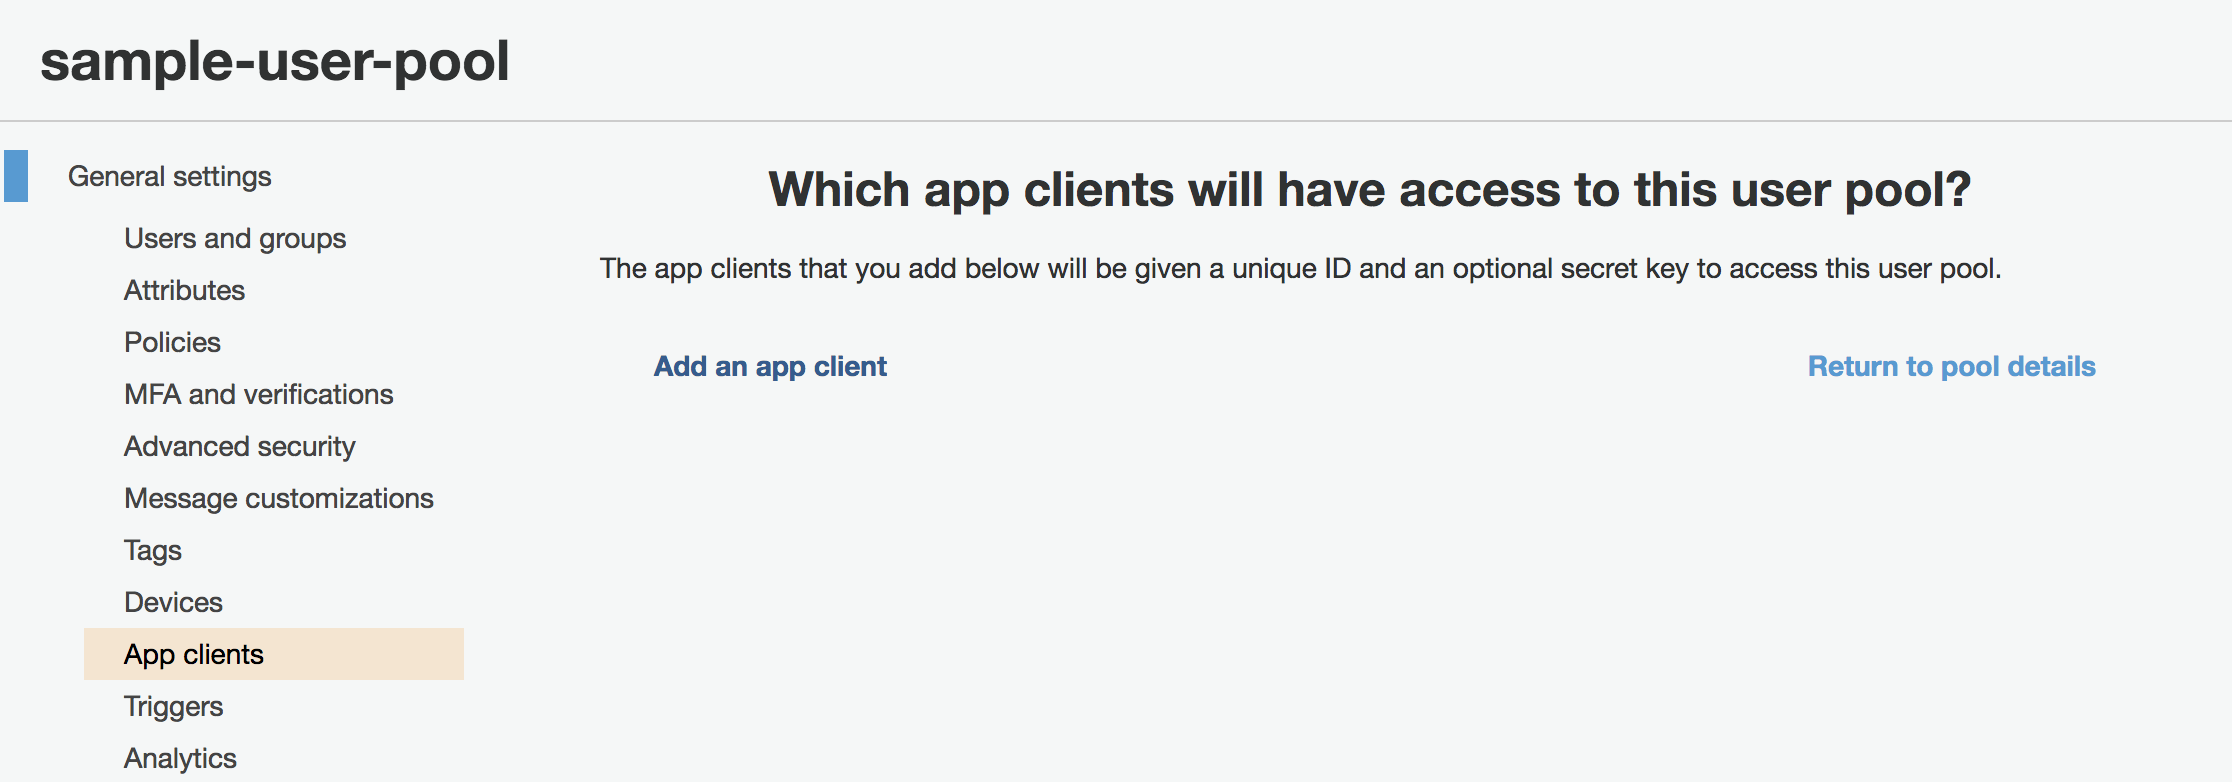 sample-user-pool
General settings
Users and groups
Attributes
Policies
MFA and verifications
Advanced security
Message customizations
Tags
Devices
App clients
Triggers
Analytics
Which app clients will have access to this user pool?
The app clients that you add below will be given a unique ID and an optional secret key to access this user pool.
Add an app client
Return to pool details